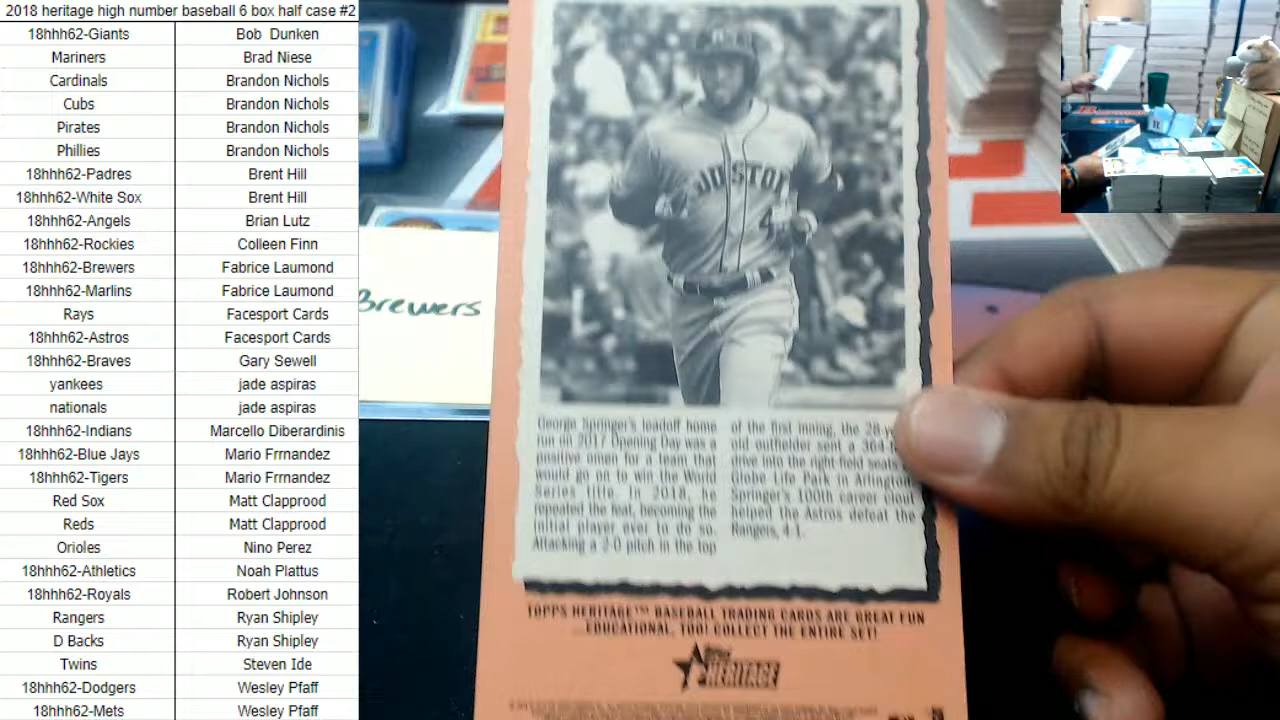 2018 heritage high number baseball 6 box half case #2
18hhh62-Giants Bob Dunken
Mariners Brad Niese
Cardinals Brandon Nichols
Cubs Brandon Nichols
Pirates Brandon Nichols
Phillies Brandon Nichols
18hhh62-Padres Brent Hill
18hhh62-White Sox Brent Hill
18hhh62-Angels Brian Lutz
18hhh62-Rockies Colleen Finn
18hhh62-Brewers Fabrice Laumond
18hhh62-Marlins Fabrice Laumond
Rays Facesport Cards
18hhh62-Astros Facesport Cards
18hhh62-Braves Gary Sewell
yankees jade aspiras
nationals jade aspiras
18hhh62-Indians Marcello Diberardinis
18hhh62-Blue Jays Mario Frrnandez
18hhh62-Tigers Mario Frrnandez
Red Sox Matt Clapprood
Reds Matt Clapprood
Orioles Nino Perez
18hhh62-Athletics Noah Plattus
18hhh62-Royals Robert Johnson
Rangers Ryan Shipley
D Backs Ryan Shipley
Twins Steven Ide
18hhh62-Dodgers Wesley Pfaff
18hhh62-Mets Wesley Pfaff
Brewers
HOUSTON
George Springer's leadoff home
run on 2017 Opening Day was a
positive omen for a team that
would go on to win the World
Series title. In 2018, he
repeated the feat, becoming the
initial player ever to do so.
Attacking a 2-0 pitch in the top
of the first inning, the 28-
old outfielder sent a 364-
drive into the right-field seats
Globe Life Park in Arlington
Springer's 100th career clout
helped the Astros defeat the
Rangers, 4-1.
TOPPS HERITAGE™ BASEBALL TRADING CARDS ARE GREAT FUN
...EDUCATIONAL, TOO! COLLECT THE ENTIRE SET!
Topps
HERITAGE